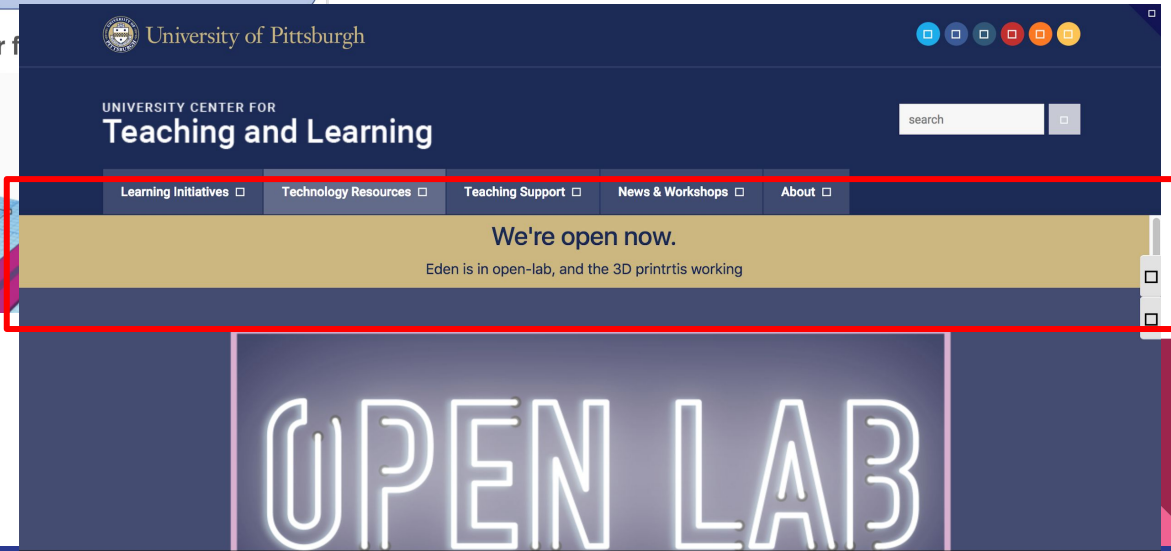 r f
University of Pittsburgh
UNIVERSITY CENTER FOR
Teaching and Learning
search
Learning Initiatives Technology Resources Teaching Support News & Workshops About
We're open now.
Eden is in open-lab, and the 3D printrtis working
OPEN LAB